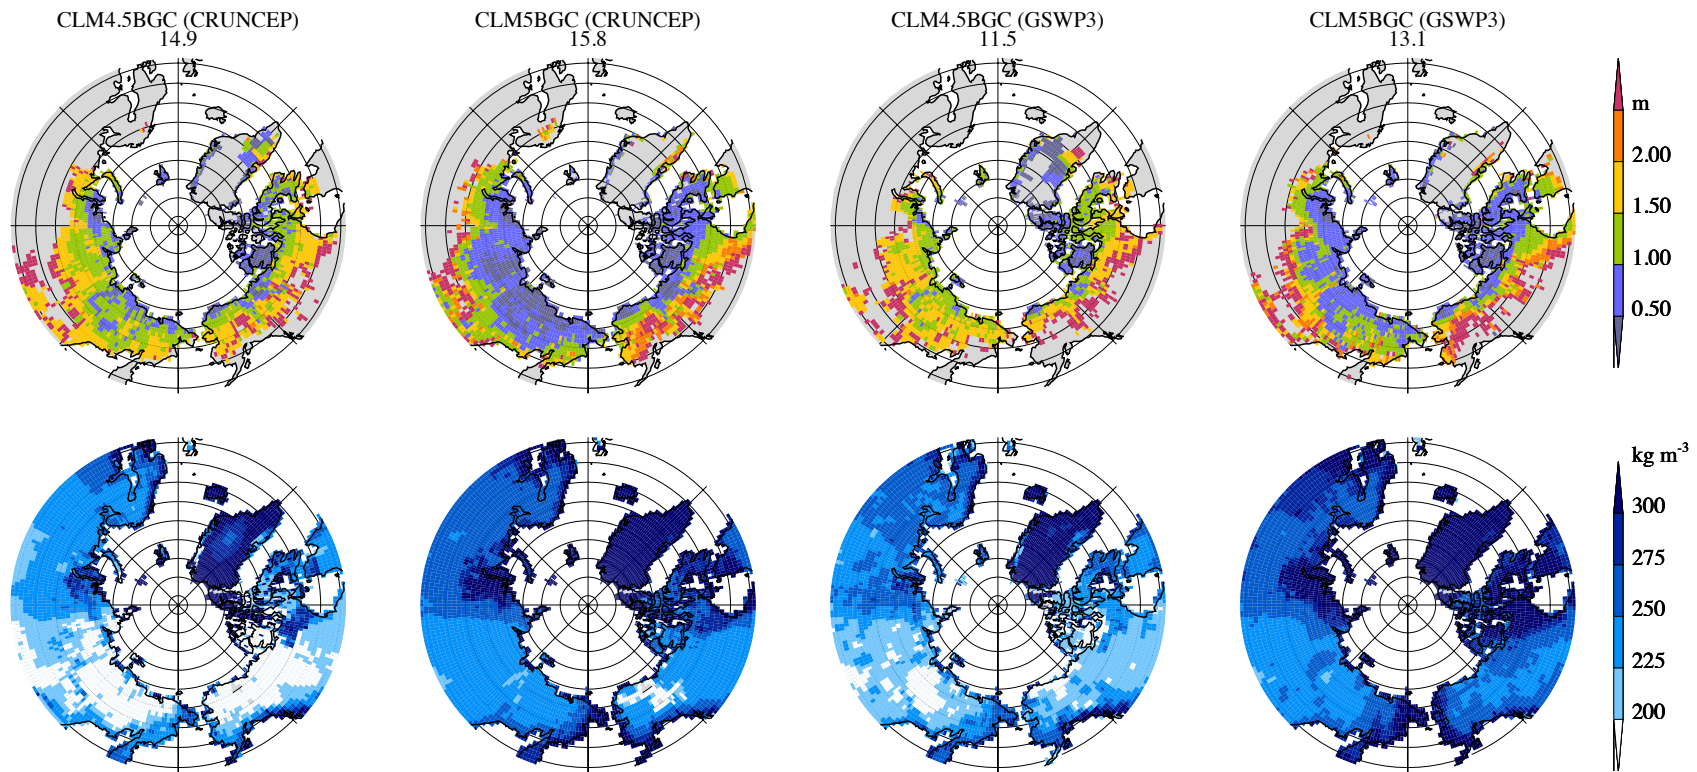 CLM4.5BGC (CRUNCEP)
14.9
CLM5BGC (CRUNCEP)
15.8
CLM4.5BGC (GSWP3)
11.5
CLM5BGC (GSWP3)
13.1
m
2.00
1.50
1.00
0.50
kg m-3
300
275
250
225
200